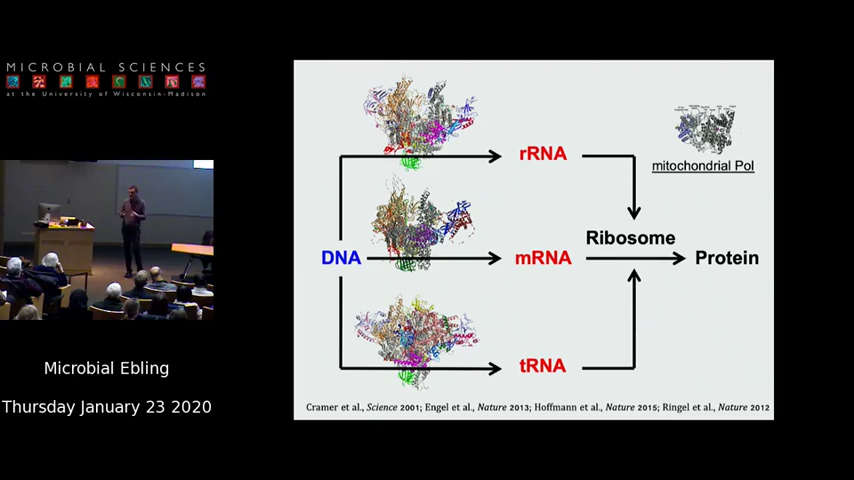 MICROBIAL SCIENCES
at the University of Wisconsin-Madison
Microbial Ebling
Thursday January 23 2020
rRNA
mitochondrial Pol
Ribosome
DNA
mRNA
Protein
tRNA
Cramer et al., Science 2001; Engel et al., Nature 2013; Hoffmann et al., Nature 2015; Ringel et al., Nature 2012